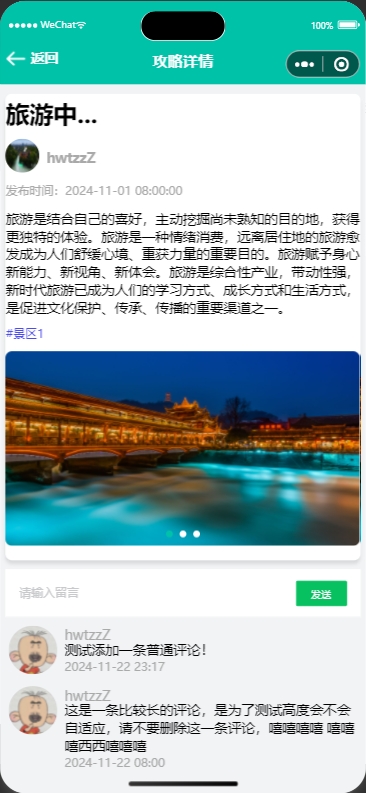 WeChat
100%
返回
攻略详情
旅游中...
hwtzzZ
发布时间：2024-11-01 08:00:00
旅游是结合自己的喜好，主动挖掘尚未熟知的目的地，获得
更独特的体验。旅游是一种情绪消费，远离居住地的旅游愈
发成为人们舒缓心境、重获力量的重要目的。旅游赋予身心
新能力、新视角、新体会。旅游是综合性产业，带动性强，
新时代旅游已成为人们的学习方式、成长方式和生活方式，
是促进文化保护、传承、传播的重要渠道之一。
#景区1
请输入留言
发送
hwtzzZ
测试添加一条普通评论！
2024-11-22 23:17
hwtzzZ
这是一条比较长的评论，是为了测试高度会不会
自适应，请不要删除这一条评论，嘻嘻嘻嘻 嘻嘻
嘻西西嘻嘻嘻
2024-11-22 08:00